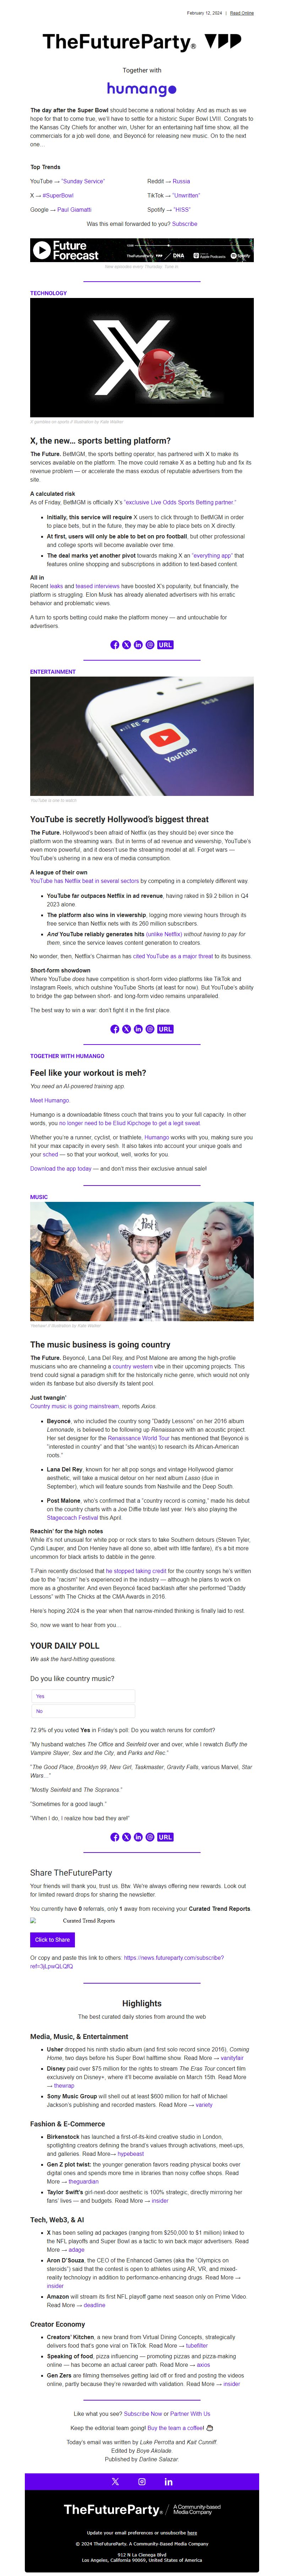 February 12, 2024 | Read Online
TheFutureParty®
Together with
humango
The day after the Super Bowl should become a national holiday. And as much as we
hope for that to come true, we'll have to settle for a historic Super Bowl LVIII. Congrats to
the Kansas City Chiefs for another win, Usher for an entertaining half time show, all the
commercials for a job well done, and Beyoncé for releasing new music. On to the next
one…
Top Trends
YouTube → "Sunday Service"
Reddit → Russia
X → #SuperBowl
TikTok → "Unwritten"
Google → Paul Giamatti
Spotify → "H!SS"
Was this email forwarded to you? Subscribe
Future
Forecast
New episodes every Thursday. Tune in.
TECHNOLOGY
X gambles on sports // Illustration by Kate Walker
X, the new… sports betting platform?
The Future. BetMGM, the sports betting operator, has partnered with X to make its
services available on the platform. The move could remake X as a betting hub and fix its
revenue problem — or accelerate the mass exodus of reputable advertisers from the
site.
A calculated risk
As of Friday, BetMGM is officially X's "exclusive Live Odds Sports Betting partner."
Initially, this service will require X users to click through to BetMGM in order
to place bets, but in the future, they may be able to place bets on X directly.
At first, users will only be able to bet on pro football, but other professional
and college sports will become available over time.
The deal marks yet another pivot towards making X an "everything app" that
features online shopping and subscriptions in addition to text-based content.
All in
Recent leaks and teased interviews have boosted X's popularity, but financially, the
platform is struggling. Elon Musk has alienated many advertisers with his erratic
behavior and problematic views.
A turn to sports betting could make the platform money — and untouchable for
advertisers.
URL
ENTERTAINMENT
YouTube
YouTube is one to watch
YouTube is secretly Hollywood's biggest threat
The Future. Hollywood's been afraid of Netflix (as they should be) ever since the
platform won the streaming wars. But in terms of ad revenue and viewership, YouTube's
even more powerful, and it doesn't use the streaming model at all. Forget wars —
YouTube's ushering in a new era of media consumption.
A league of their own
YouTube has Netflix beat in several sectors by competing in a completely different way.
YouTube far outpaces Netflix in ad revenue, having raked in $9.2 billion in Q4
2023 alone.
The platform also wins in viewership, logging more viewing hours through its
free service than Netflix nets with its 260 million subscribers.
And YouTube reliably generates hits (unlike Netflix) without having to pay for
them, since the service leaves content generation to creators.
No wonder, then, Netflix's Chairman has cited YouTube as a major threat to its business.
Short-form showdown
Where YouTube does have competition is short-form video platforms like TikTok and
Instagram Reels, which outshine YouTube Shorts (at least for now). But YouTube's ability
to bridge the gap between short- and long-form video remains unparalleled.
The best way to win a war: don't fight it in the first place.
URL
TOGETHER WITH HUMANGO
Feel like your workout is meh?
You need an AI-powered training app.
Meet Humango.
Humango is a downloadable fitness coach that trains you to your full capacity. In other
words, you no longer need to be Eliud Kipchoge to get a legit sweat.
Whether you're a runner, cyclist, or triathlete, Humango works with you, making sure you
hit your max capacity in every sesh. It also takes into account your unique goals and
your sched — so that your workout, well, works for you.
Download the app today — and don't miss their exclusive annual sale!
MUSIC
Yeehaw! // Illustration by Kate Walker
The music business is going country
The Future. Beyoncé, Lana Del Rey, and Post Malone are among the high-profile
musicians who are channeling a country western vibe in their upcoming projects. This
could signal a paradigm shift for the historically niche genre, which would not only widen
its fanbase but also diversify its talent pool.
Just twangin'
Country music is going mainstream, reports Axios.
Beyoncé, who included the country song "Daddy Lessons" on her 2016 album
Lemonade, is believed to be following up Renaissance with an acoustic project.
Her set designer for the Renaissance World Tour has mentioned that Beyoncé is
"interested in country" and that "she want(s) to research its African-American
roots."
Lana Del Rey, known for her alt pop songs and vintage Hollywood glamor
aesthetic, will take a musical detour on her new album Lasso (due in
September), which will feature sounds from Nashville and the Deep South.
Post Malone, who's confirmed that a "country record is coming," made his debut
on the country charts with a Joe Diffie tribute last year. He's also playing the
Stagecoach Festival this April.
Reachin' for the high notes
While it's not unusual for white pop or rock stars to take Southern detours (Steven Tyler,
Cyndi Lauper, and Don Henley have all done so, albeit with little fanfare), it's a bit more
uncommon for black artists to dabble in the genre.
T-Pain recently disclosed that he stopped taking credit for the country songs he's written
due to the "racism" he's experienced in the industry — although he plans to work on
more as a ghostwriter. And even Beyoncé faced backlash after she performed "Daddy
Lessons" with The Chicks at the CMA Awards in 2016.
Here's hoping 2024 is the year when that narrow-minded thinking is finally laid to rest.
So, now we want to hear from you…
YOUR DAILY POLL
We ask the hard-hitting questions.
Do you like country music?
Yes
No
72.9% of you voted Yes in Friday's poll: Do you watch reruns for comfort?
"My husband watches The Office and Seinfeld over and over, while I rewatch Buffy the
Vampire Slayer, Sex and the City, and Parks and Rec."
"The Good Place, Brooklyn 99, New Girl, Taskmaster, Gravity Falls, various Marvel, Star
Wars..."
"Mostly Seinfeld and The Sopranos."
"Sometimes for a good laugh."
"When I do, I realize how bad they are!!"
URL
Share TheFutureParty
Your friends will thank you, trust us. Btw. We're always offering new rewards. Look out
for limited reward drops for sharing the newsletter.
You currently have 0 referrals, only 1 away from receiving your Curated Trend Reports.
Curated Trend Reports
Click to Share
Or copy and paste this link to others: https://news.futureparty.com/subscribe?
ref=3jLpwQLQfQ
Highlights
The best curated daily stories from around the web
Media, Music, & Entertainment
Usher dropped his ninth studio album (and first solo record since 2016), Coming
Home, two days before his Super Bowl halftime show. Read More → vanityfair
Disney paid over $75 million for the rights to stream The Eras Tour concert film
exclusively on Disney+, where it'll become available on March 15th. Read More
→ thewrap
Sony Music Group will shell out at least $600 million for half of Michael
Jackson's publishing and recorded masters. Read More → variety
Fashion & E-Commerce
Birkenstock has launched a first-of-its-kind creative studio in London,
spotlighting creators defining the brand's values through activations, meet-ups,
and galleries. Read More→ hypebeast
Gen Z plot twist: the younger generation favors reading physical books over
digital ones and spends more time in libraries than noisy coffee shops. Read
More → theguardian
Taylor Swift's girl-next-door aesthetic is 100% strategic, directly mirroring her
fans' lives — and budgets. Read More → insider
Tech, Web3, & AI
X has been selling ad packages (ranging from $250,000 to $1 million) linked to
the NFL playoffs and Super Bowl as a tactic to win back major advertisers. Read
More → adage
Aron D'Souza, CEO of the Enhanced Games (aka the "Olympics on
steroids") said that the contest is open to athletes using AR, VR, and mixed-
reality technology in addition to performance-enhancing drugs. Read More →
insider
Amazon will stream its first NFL playoff game next season only on Prime Video.
Read More → deadline
Creator Economy
Creators' Kitchen, a new brand from Virtual Dining Concepts, strategically
delivers food that's gone viral on TikTok. Read More → tubefilter
Speaking of food, pizza influencing — promoting pizzas and pizza-making
online — has become an actual career path. Read More → axios
Gen Zers are filming themselves getting laid off or fired and posting the videos
online, partly because they're rewarded with validation. Read More → insider
Like what you see? Subscribe Now or Partner With Us
Keep the editorial team going! Buy the team a coffee!
Today's email was written by Luke Perrotta and Kait Cunniff.
Edited by Boye Akolade.
Published by Darline Salazar.
TheFutureParty® / A Community-based
Media Company
Update your email preferences or unsubscribe here
© 2024 TheFutureParty. A Community-Based Media Company
912 N La Cienega Blvd
Los Angeles, California 90069, United States of America